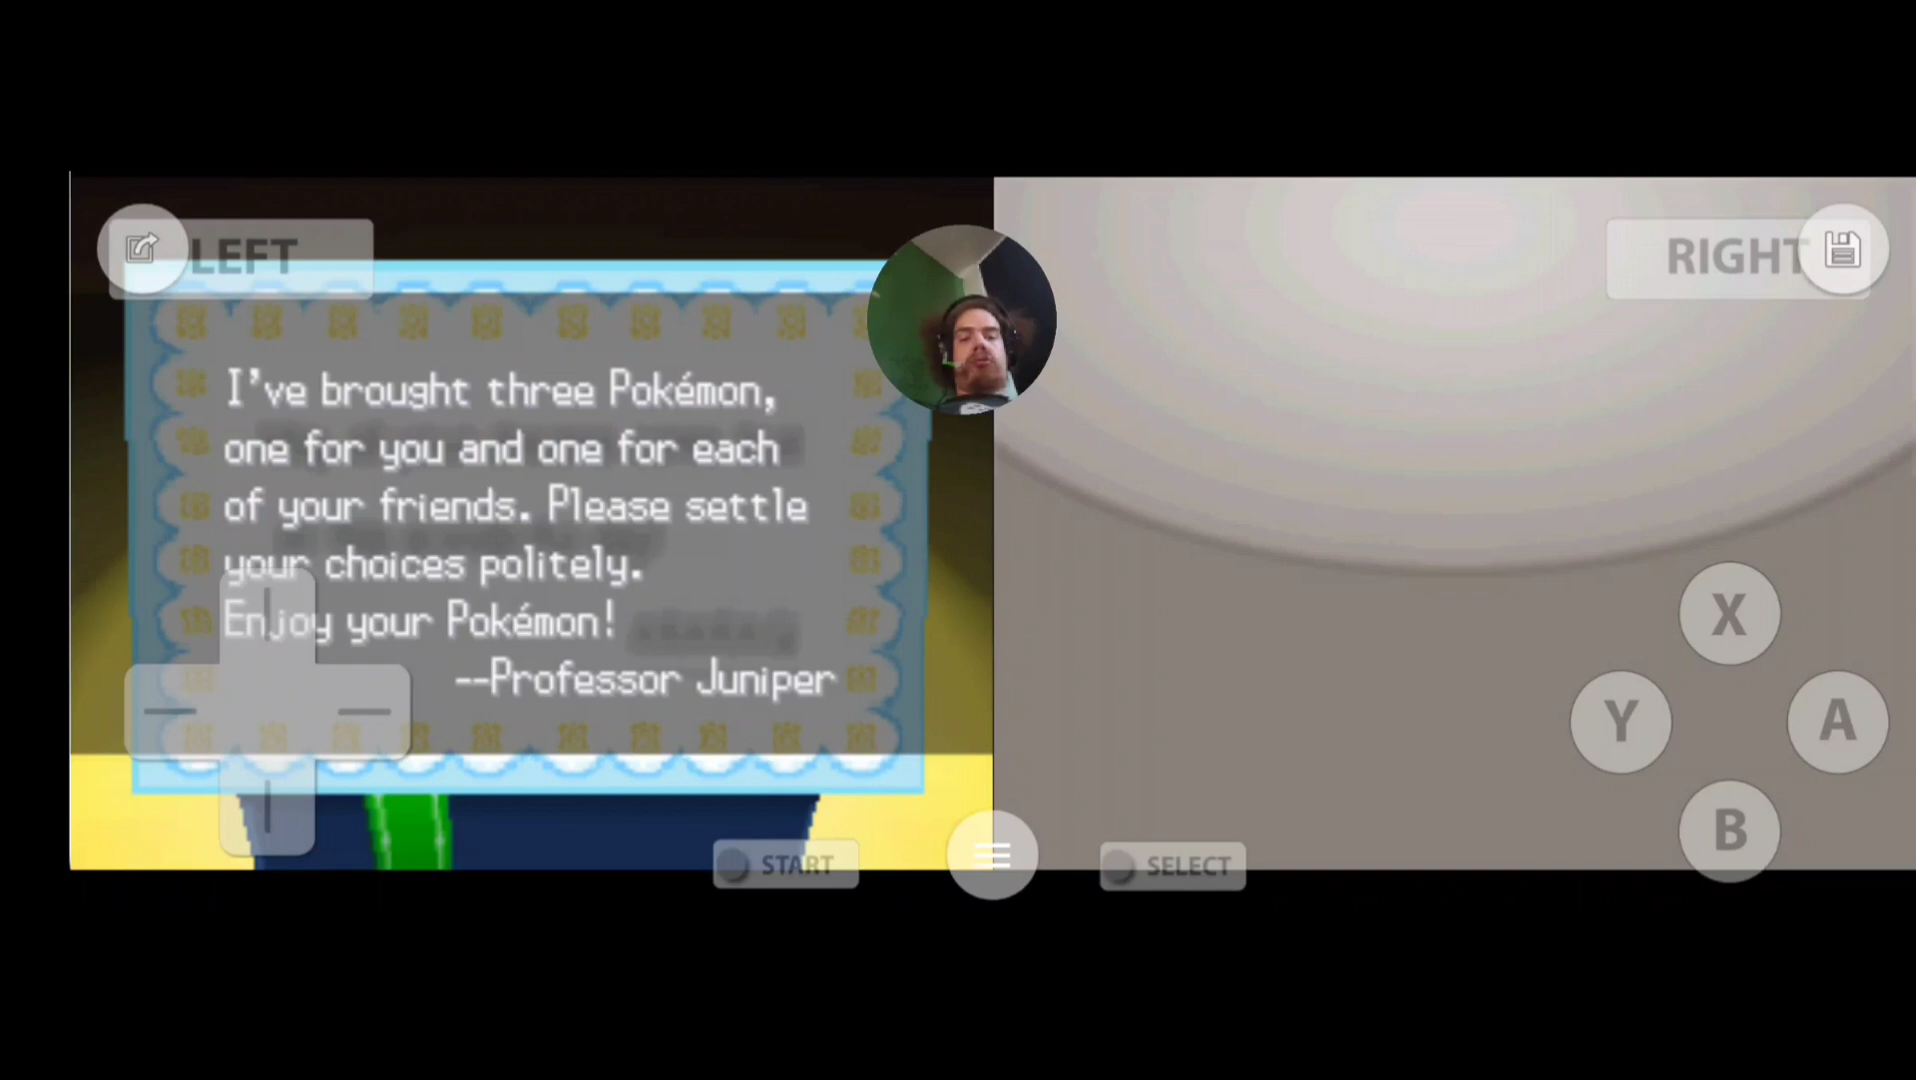 LEFT
RIGHT
I've brought three Pokémon,
one for you and one for each
of your friends. Please settle
your choices politely.
Enjoy your Pokémon!
--Professor Juniper
X
Y
A
B
START
SELECT